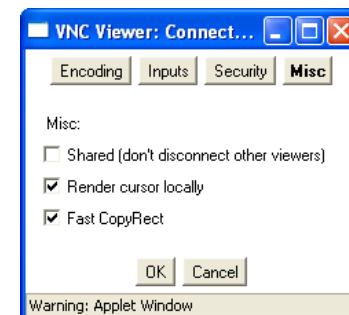 VNC Viewer: Connect...
Encoding Inputs Security Misc
Misc:
Shared (don't disconnect other viewers)
Render cursor locally
Fast CopyRect
OK Cancel
Warning: Applet Window